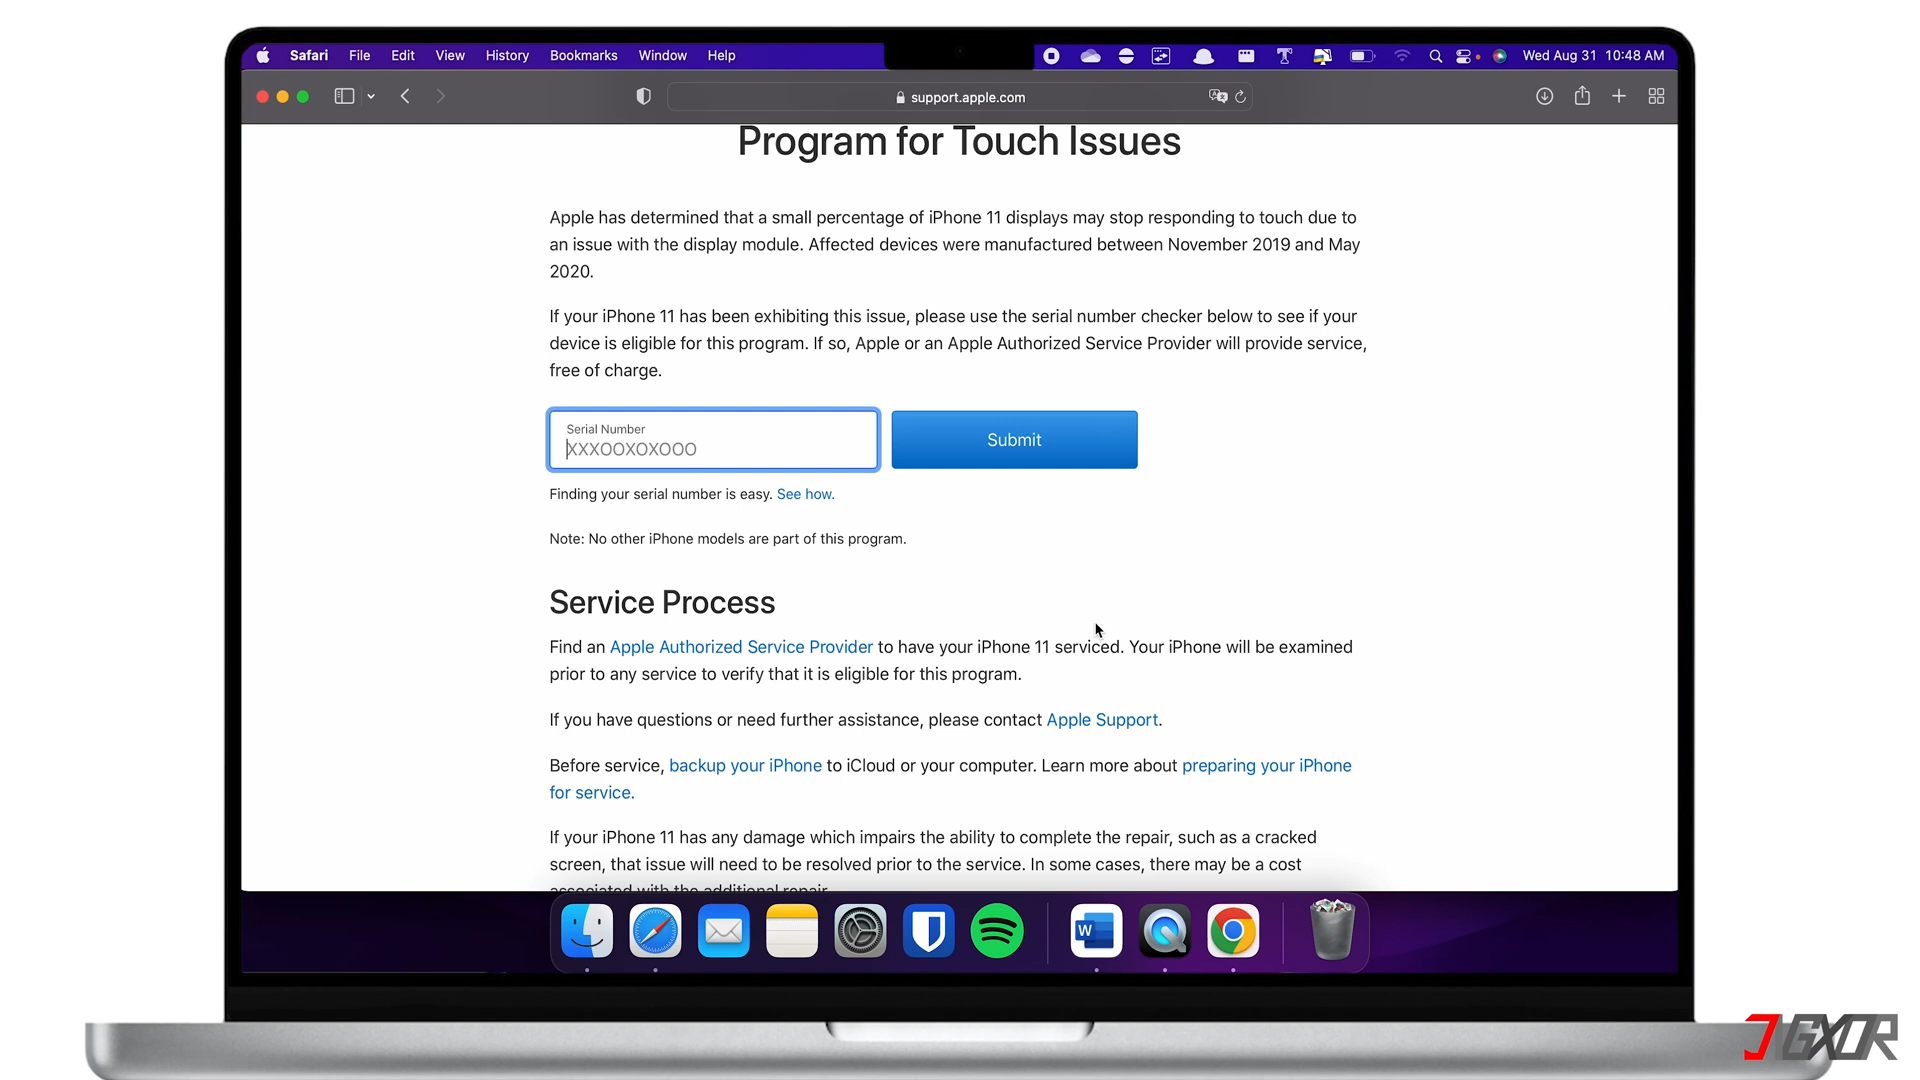 Safari File Edit View History Bookmarks Window Help Wed Aug 31 10:48 AM
support.apple.com
Program for Touch Issues
Apple has determined that a small percentage of iPhone 11 displays may stop responding to touch due to
an issue with the display module. Affected devices were manufactured between November 2019 and May
2020.
If your iPhone 11 has been exhibiting this issue, please use the serial number checker below to see if your
device is eligible for this program. If so, Apple or an Apple Authorized Service Provider will provide service,
free of charge.
Serial Number
XXXOOXOXOOO
Submit
Finding your serial number is easy. See how.
Note: No other iPhone models are part of this program.
Service Process
Find an Apple Authorized Service Provider to have your iPhone 11 serviced. Your iPhone will be examined
prior to any service to verify that it is eligible for this program.
If you have questions or need further assistance, please contact Apple Support.
Before service, backup your iPhone to iCloud or your computer. Learn more about preparing your iPhone
for service.
If your iPhone 11 has any damage which impairs the ability to complete the repair, such as a cracked
screen, that issue will need to be resolved prior to the service. In some cases, there may be a cost
associated with the additional repair.
W
JGXOR